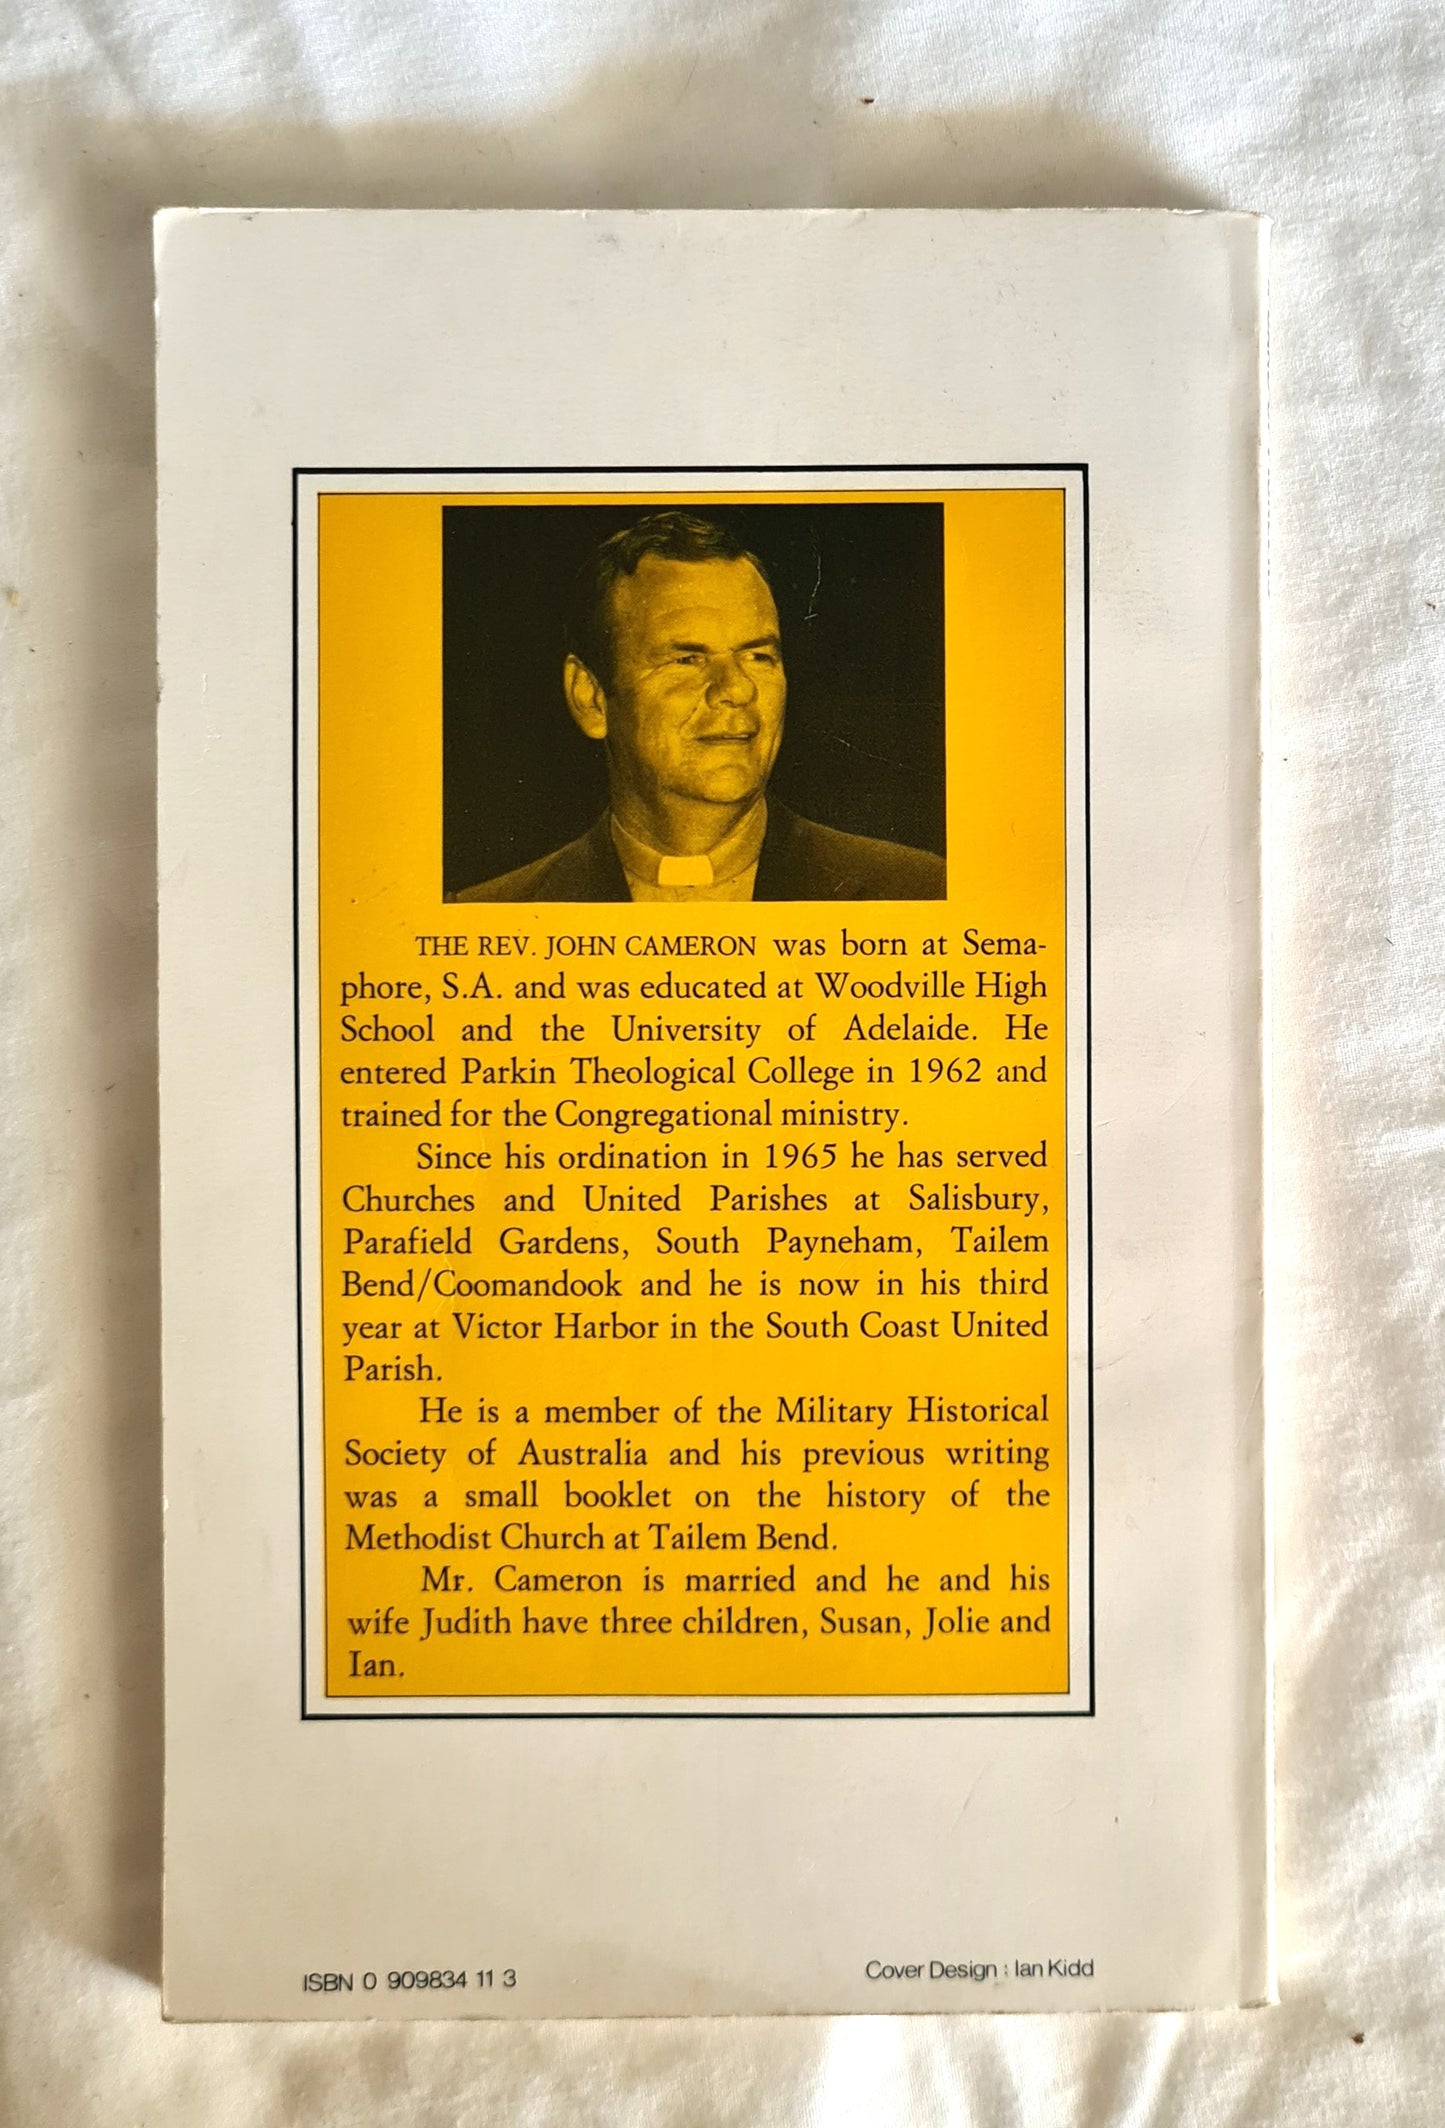 THE REV. JOHN CAMERON was born at Sema-
phore, S.A. and was educated at Woodville High
School and the University of Adelaide. He
entered Parkin Theological College in 1962 and
trained for the Congregational ministry.
Since his ordination in 1965 he has served
Churches and United Parishes at Salisbury,
Parafield Gardens, South Payneham, Tailem
Bend/Coomandook and he is now in his third
year at Victor Harbor in the South Coast United
Parish.
He is a member of the Military Historical
Society of Australia and his previous writing
was a small booklet on the history of the
Methodist Church at Tailem Bend.
Mr. Cameron is married and he and his
wife Judith have three children, Susan, Jolie and
Ian.
ISBN 0 909834 11 3
Cover Design : Ian Kidd